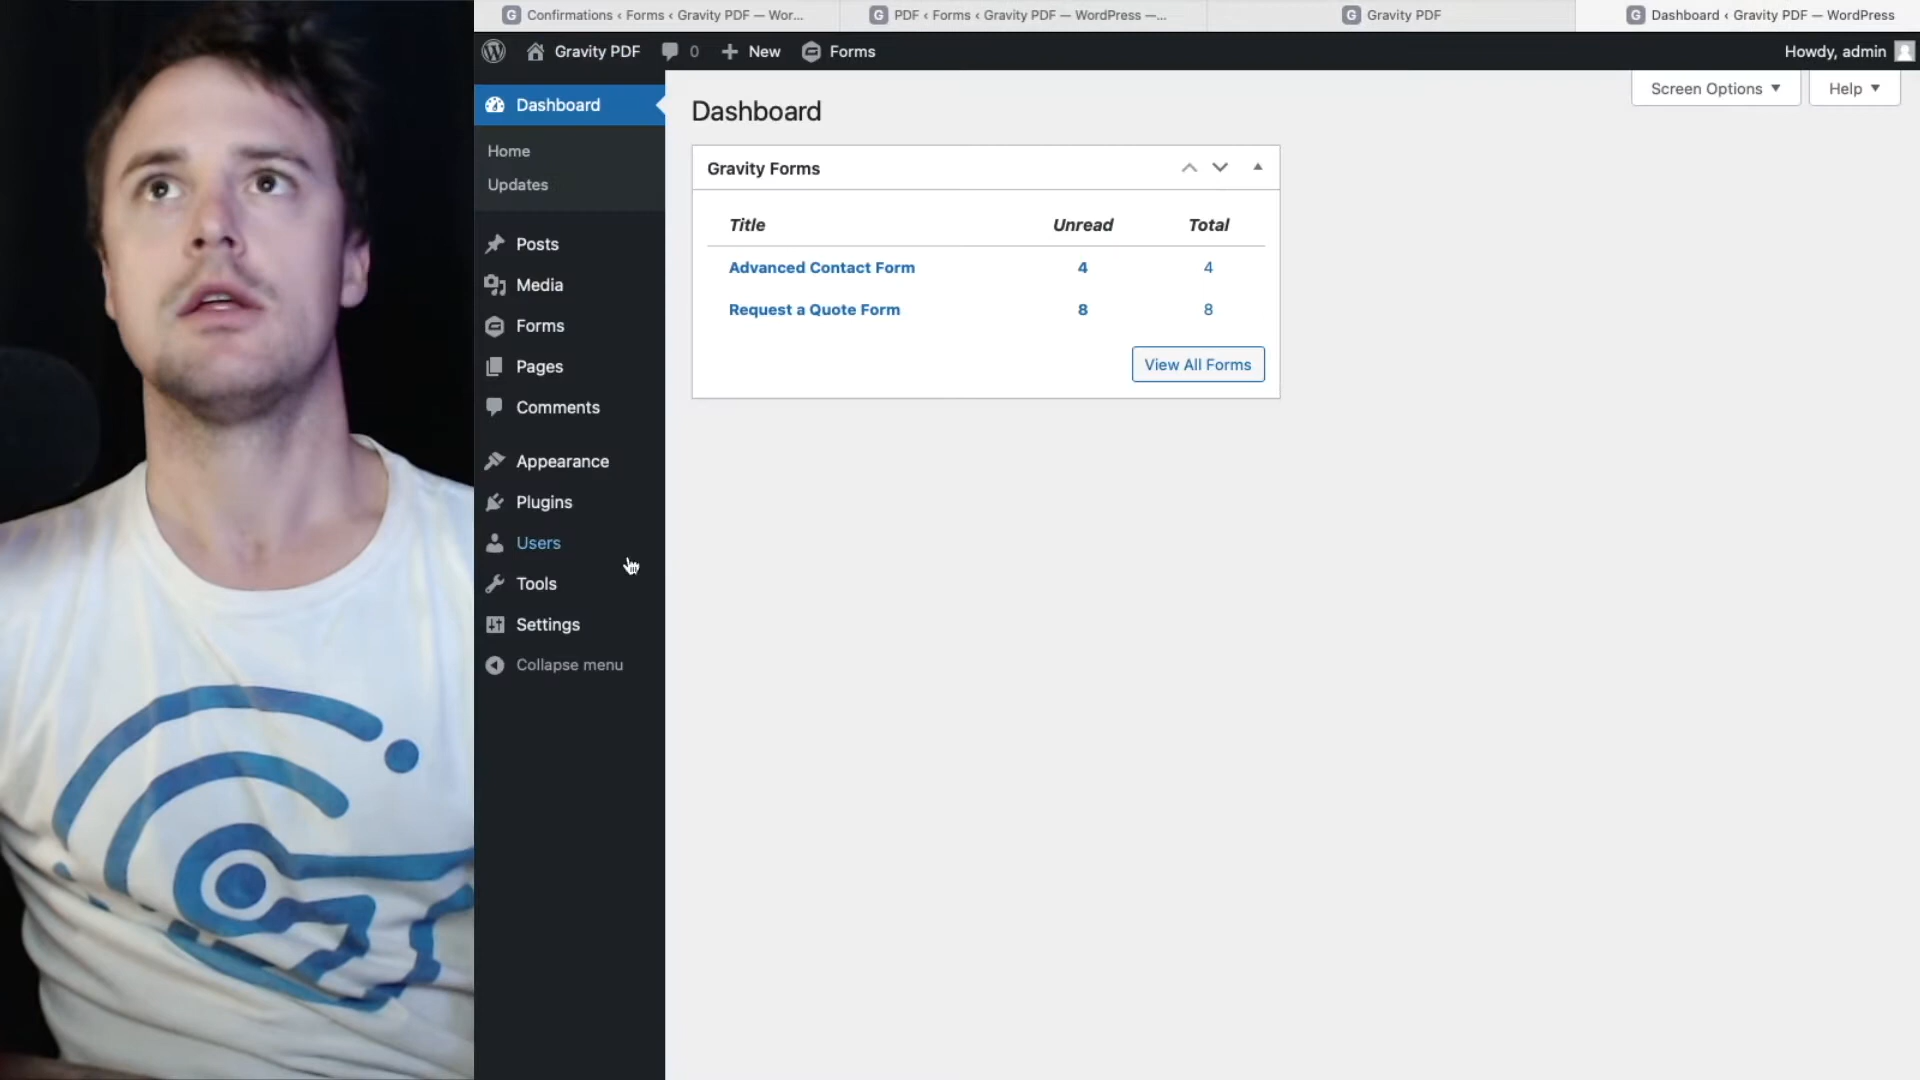 Confirmations ‹ Forms ‹ Gravity PDF — Wor...
PDF ‹ Forms ‹ Gravity PDF — WordPress —...
Gravity PDF
Dashboard ‹ Gravity PDF — WordPress
Gravity PDF
0
New
Forms
Howdy, admin
Screen Options
Help
Dashboard
Home
Updates
Posts
Media
Forms
Pages
Comments
Appearance
Plugins
Users
Tools
Settings
Collapse menu
Dashboard
Gravity Forms
Title Unread Total
Advanced Contact Form 4 4
Request a Quote Form 8 8
View All Forms